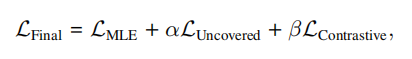 ℒ_Final = ℒ_MLE + αℒ_Uncovered + βℒ_Contrastive,